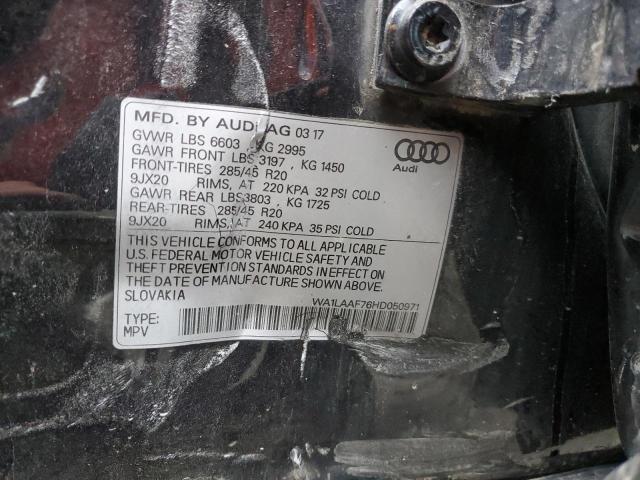 MFD. BY AUDI AG 03 17
GVWR LBS 6603 , KG 2995
GAWR FRONT LBS 3197 , KG 1450
FRONT-TIRES 285/45 R20
9JX20 RIMS, AT 220 KPA 32 PSI COLD
GAWR REAR LBS3803 , KG 1725
REAR-TIRES 285/45 R20
9JX20 RIMS, AT 240 KPA 35 PSI COLD
Audi
THIS VEHICLE CONFORMS TO ALL APPLICABLE
U.S. FEDERAL MOTOR VEHICLE SAFETY AND
THEFT PREVENTION STANDARDS IN EFFECT ON
THE DATE OF MANUFACTURE SHOWN ABOVE.
SLOVAKIA
WA1LAAF76HD050971
TYPE:
MPV